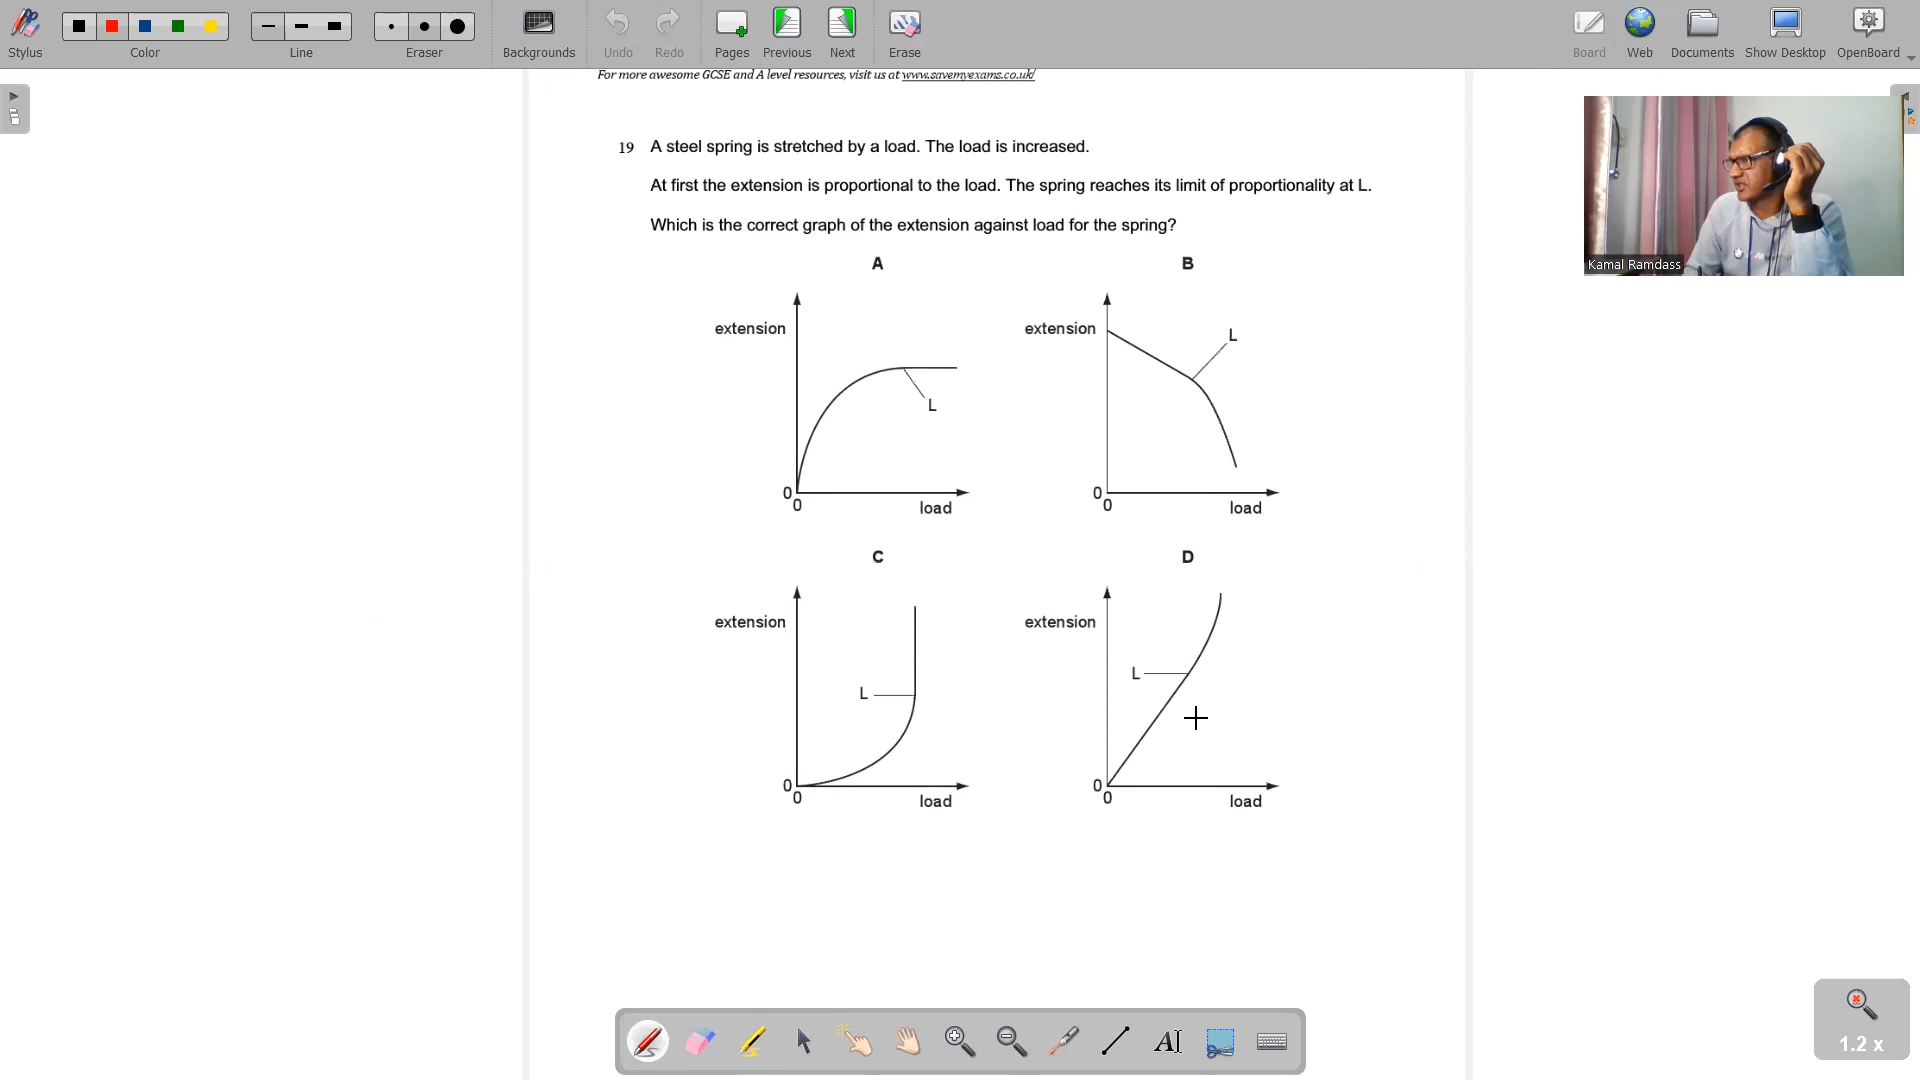 Stylus
Color
Line
Eraser
Backgrounds
Undo
Redo
Pages
Previous
Next
Erase
Board
Web
Documents
Show Desktop
OpenBoard
For more awesome GCSE and A level resources, visit us at www.savemyexams.co.uk/
19 A steel spring is stretched by a load. The load is increased.
At first the extension is proportional to the load. The spring reaches its limit of proportionality at L.
Which is the correct graph of the extension against load for the spring?
Kamal Ramdass
A
extension
L
0
0
load
B
extension
L
0
0
load
C
extension
L
0
0
load
D
extension
L
0
0
load
AI
1.2 x